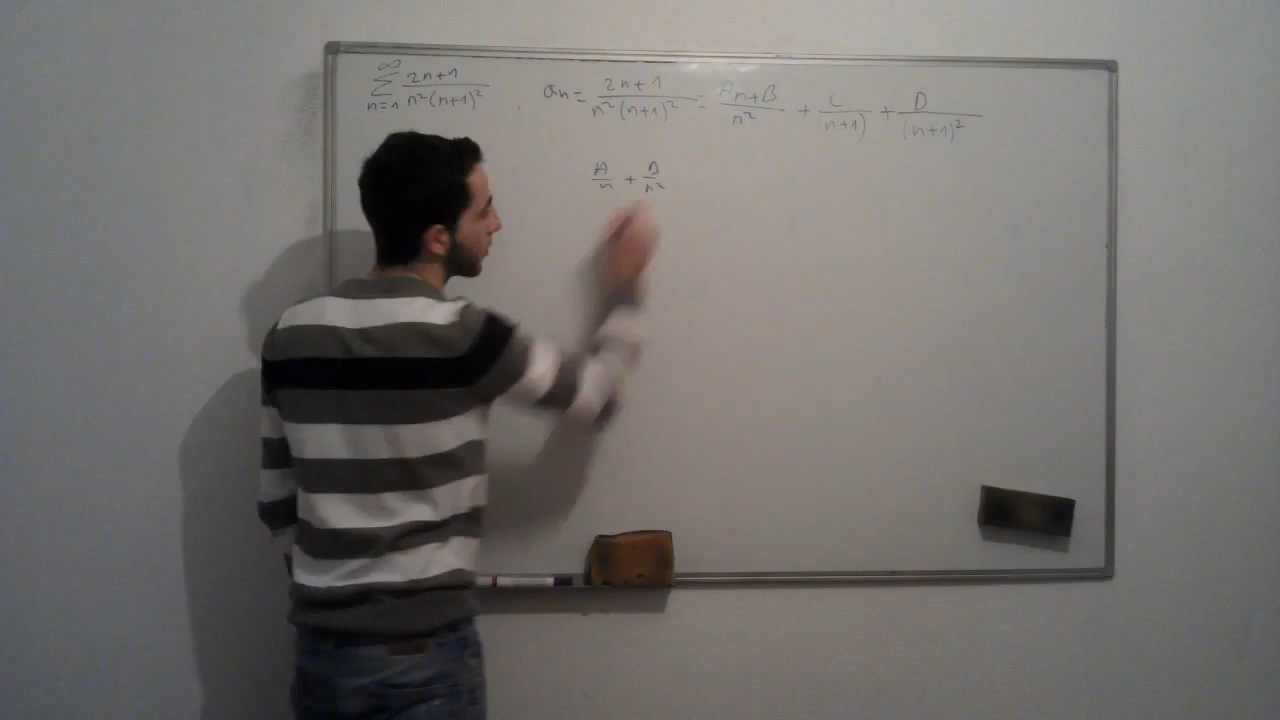 ∑_{n=1}^{∞} (2n+1)/(n²(n+1)²) , aₙ = (2n+1)/(n²(n+1)²) = (An+B)/n² + C/(n+1) + D/(n+1)²
A/n + B/n²